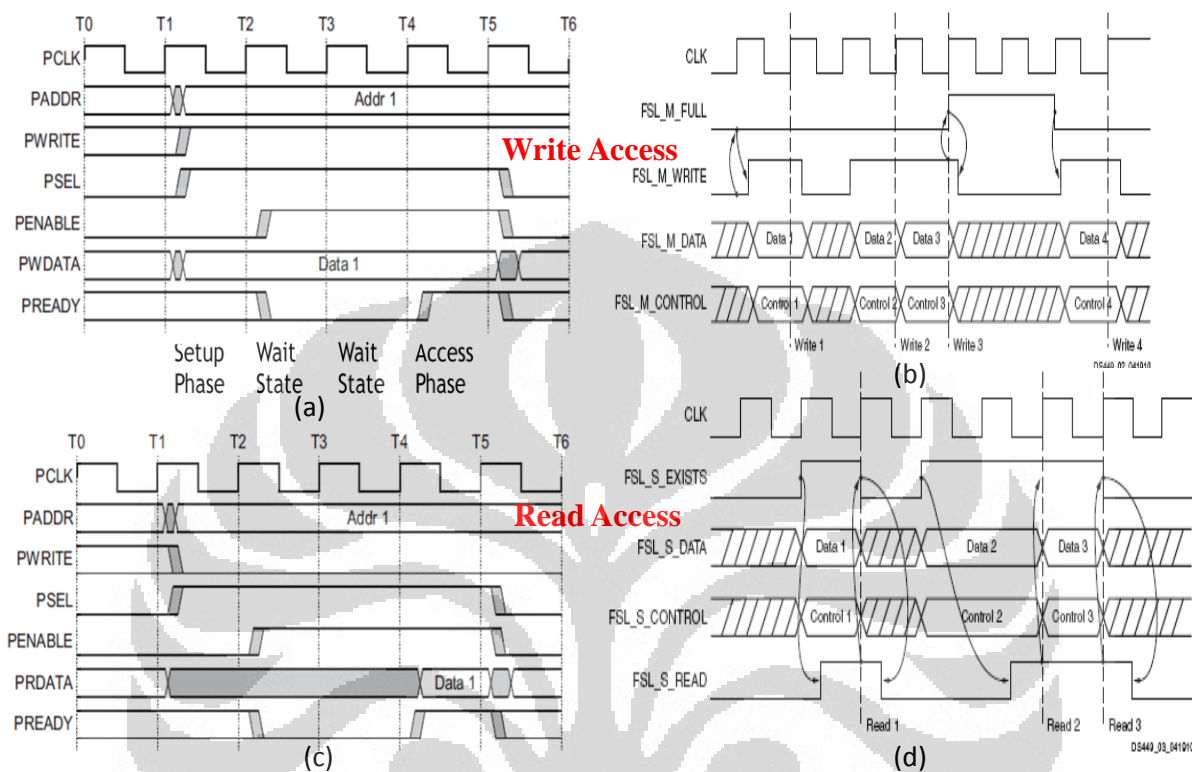 T0 T1 T2 T3 T4 T5 T6
PCLK
PADDR Addr 1
PWRITE
PSEL
PENABLE
PWDATA Data 1
PREADY
Setup Phase Wait State Wait State Access Phase
(a)
Write Access
CLK
FSL_M_FULL
FSL_M_WRITE
FSL_M_DATA Data 1 Data 2 Data 3 Data 4
FSL_M_CONTROL Control 1 Control 2 Control 3 Control 4
Write 1 Write 2 Write 3 Write 4
(b)
DS449_02_041910
T0 T1 T2 T3 T4 T5 T6
PCLK
PADDR Addr 1
PWRITE
PSEL
PENABLE
PRDATA Data 1
PREADY
(c)
Read Access
CLK
FSL_S_EXISTS
FSL_S_DATA Data 1 Data 2 Data 3
FSL_S_CONTROL Control 1 Control 2 Control 3
FSL_S_READ
Read 1 Read 2 Read 3
(d)
DS449_03_041910